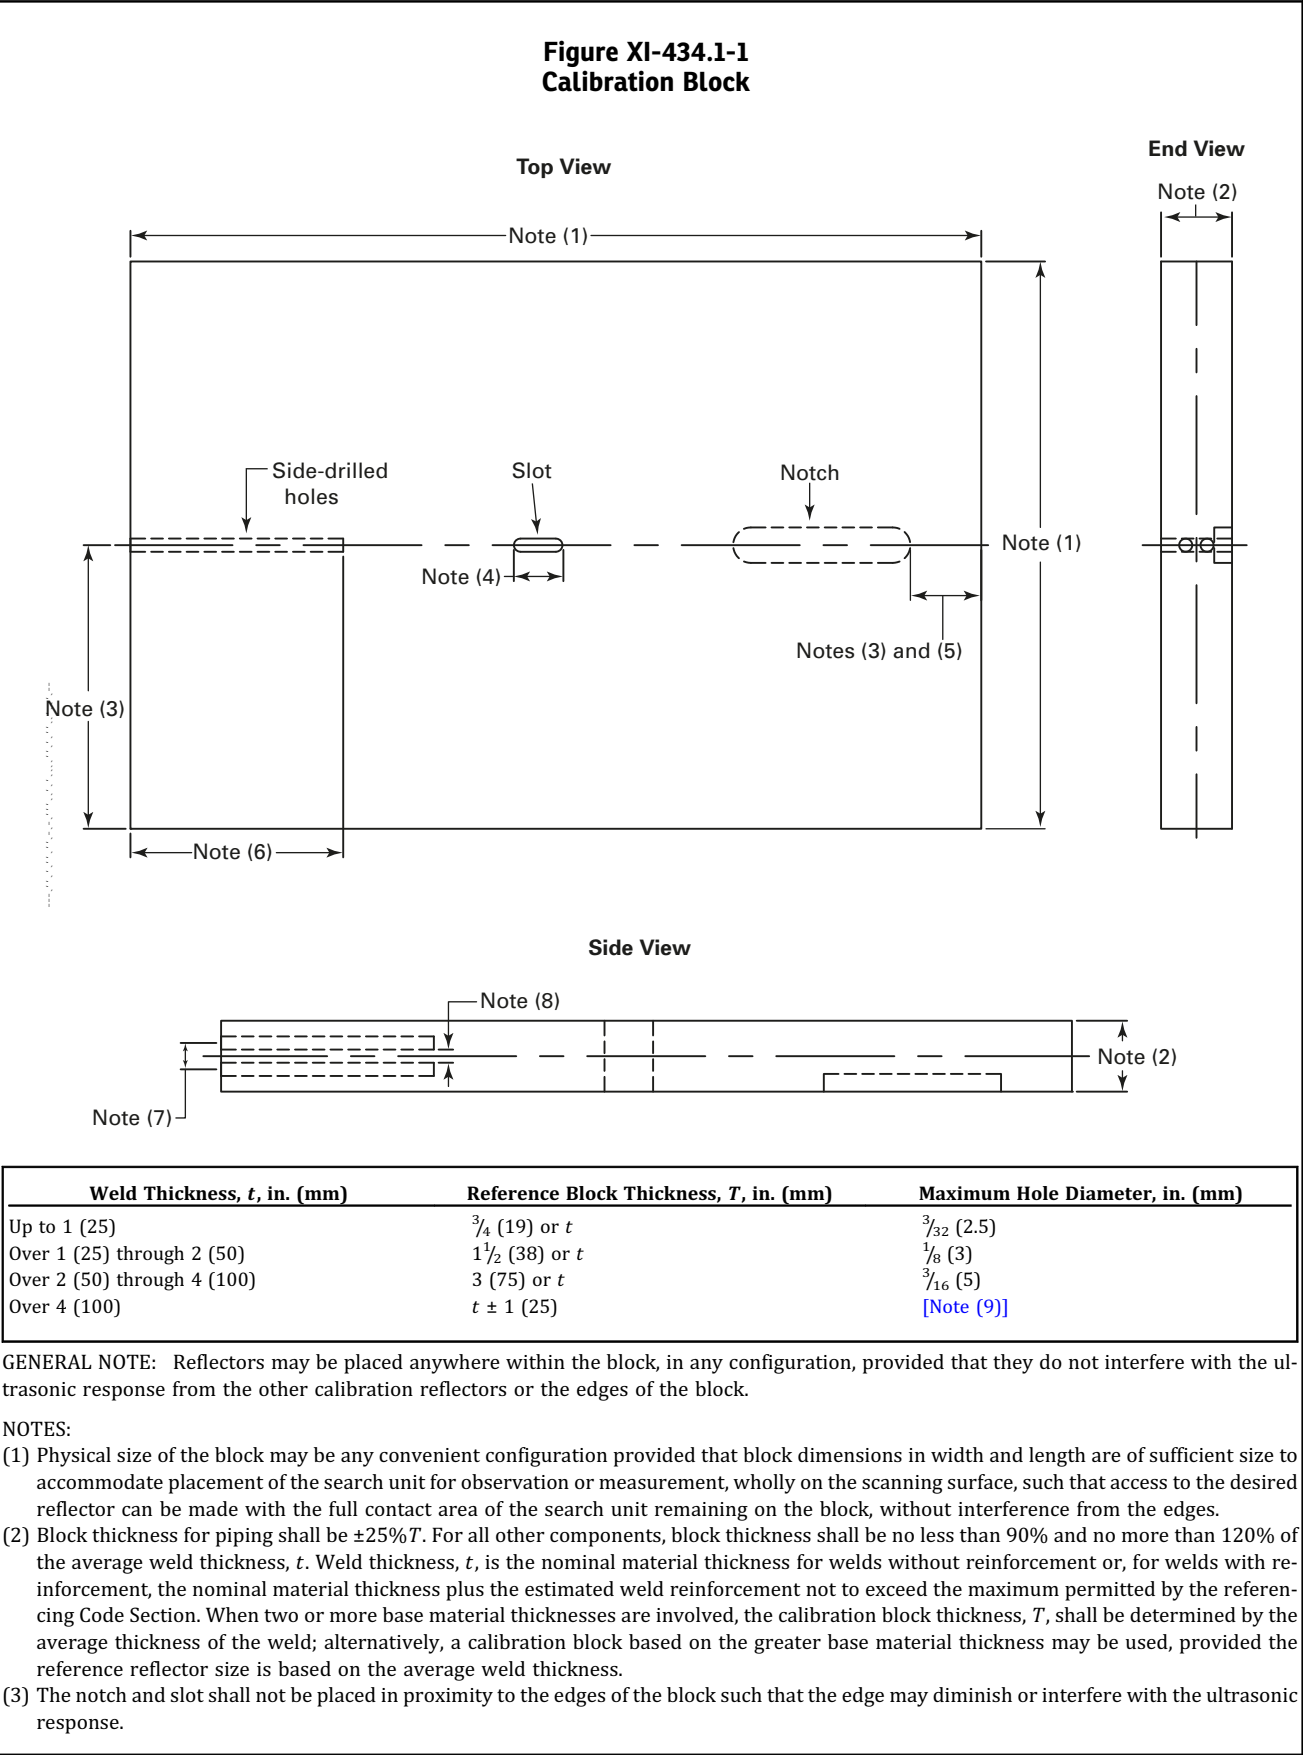 Figure XI-434.1-1
Calibration Block
Top View
End View
Note (2)
Note (1)
Side-drilled
holes
Slot
Notch
Note (1)
Note (4)
Notes (3) and (5)
Note (3)
Note (6)
Side View
Note (8)
Note (2)
Note (7)
Weld Thickness, t, in. (mm) Reference Block Thickness, T, in. (mm) Maximum Hole Diameter, in. (mm)
Up to 1 (25) 3/4 (19) or t 3/32 (2.5)
Over 1 (25) through 2 (50) 1 1/2 (38) or t 1/8 (3)
Over 2 (50) through 4 (100) 3 (75) or t 3/16 (5)
Over 4 (100) t ± 1 (25) [Note (9)]
GENERAL NOTE: Reflectors may be placed anywhere within the block, in any configuration, provided that they do not interfere with the ul-
trasonic response from the other calibration reflectors or the edges of the block.
NOTES:
(1) Physical size of the block may be any convenient configuration provided that block dimensions in width and length are of sufficient size to
accommodate placement of the search unit for observation or measurement, wholly on the scanning surface, such that access to the desired
reflector can be made with the full contact area of the search unit remaining on the block, without interference from the edges.
(2) Block thickness for piping shall be ±25%T. For all other components, block thickness shall be no less than 90% and no more than 120% of
the average weld thickness, t. Weld thickness, t, is the nominal material thickness for welds without reinforcement or, for welds with re-
inforcement, the nominal material thickness plus the estimated weld reinforcement not to exceed the maximum permitted by the referen-
cing Code Section. When two or more base material thicknesses are involved, the calibration block thickness, T, shall be determined by the
average thickness of the weld; alternatively, a calibration block based on the greater base material thickness may be used, provided the
reference reflector size is based on the average weld thickness.
(3) The notch and slot shall not be placed in proximity to the edges of the block such that the edge may diminish or interfere with the ultrasonic
response.